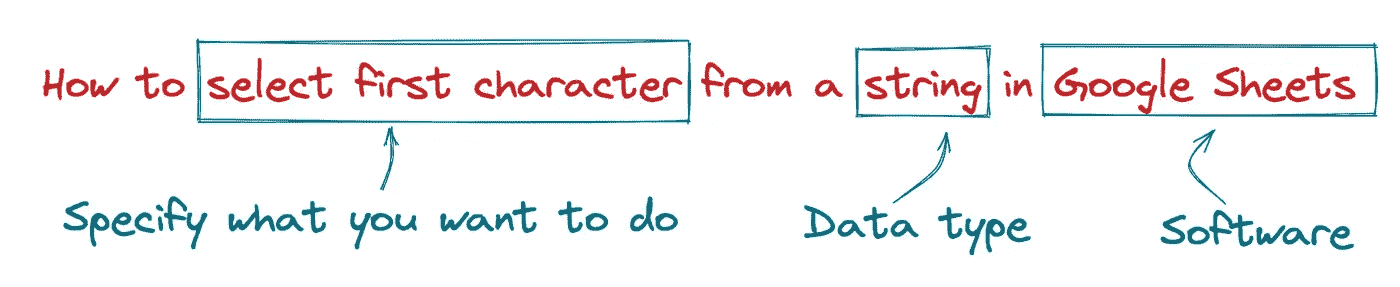 How to select first character from a string in Google Sheets
Specify what you want to do
Data type
Software